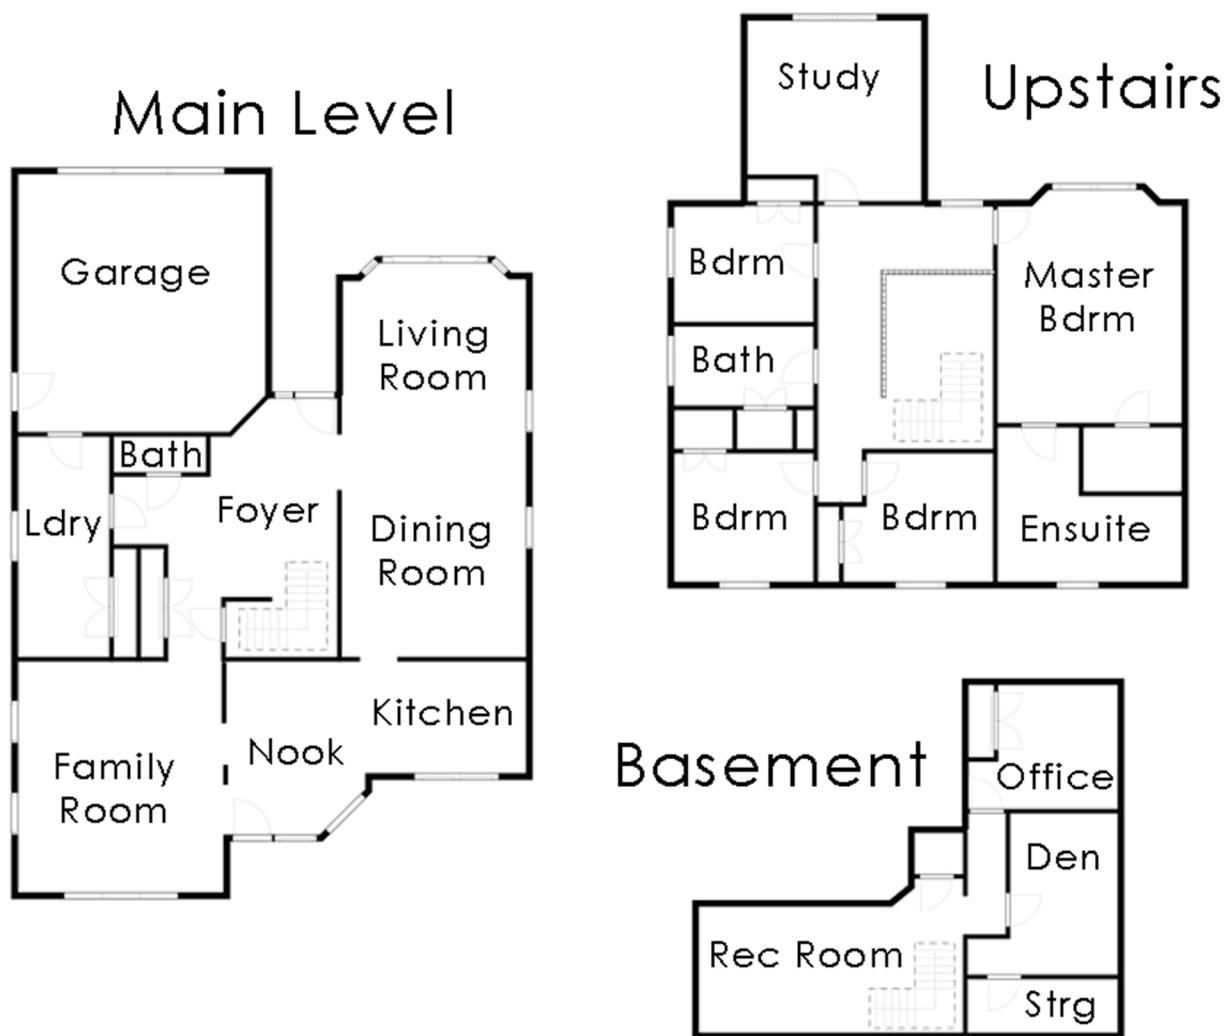 Main Level
Garage
Living
Room
Bath
Ldry
Foyer
Dining
Room
Kitchen
Nook
Family
Room
Upstairs
Study
Bdrm
Master
Bdrm
Bath
Bdrm
Bdrm
Ensuite
Basement
Office
Den
Rec Room
Strg